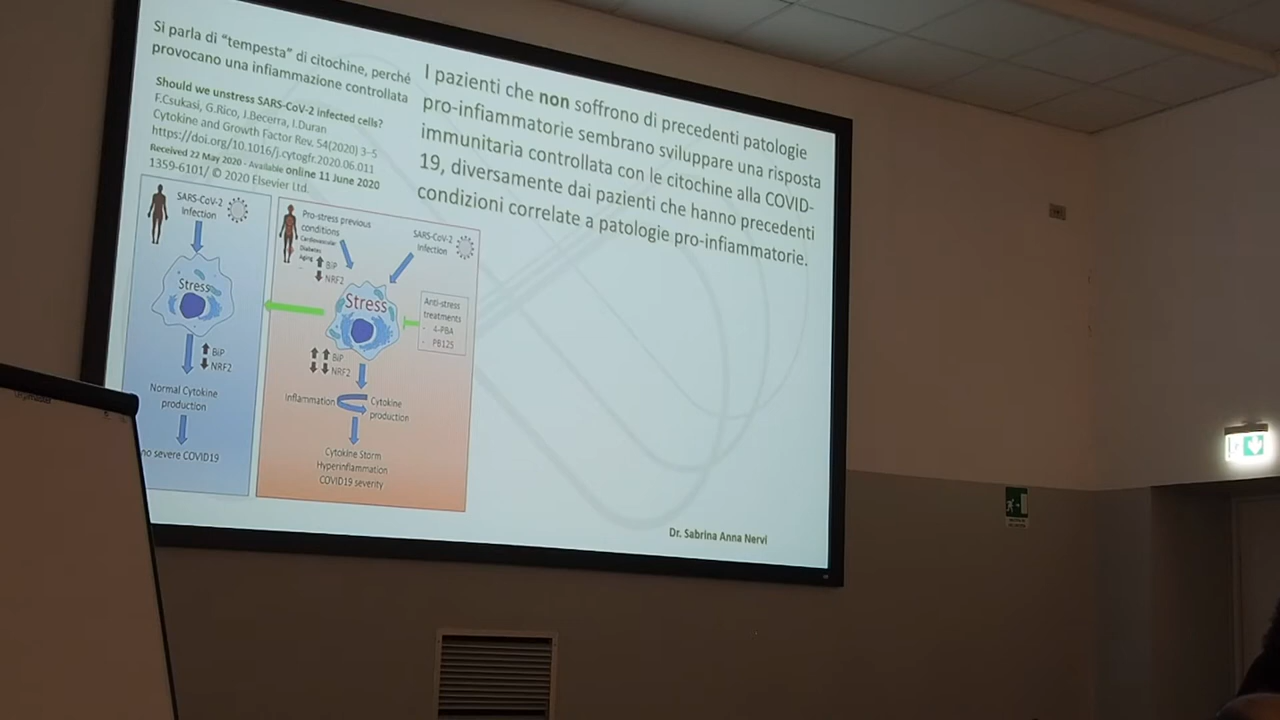 Si parla di “tempesta” di citochine, perché
provocano una infiammazione controllata
Should we unstress SARS-CoV-2 infected cells?
F.Csukasi, G.Rico, I.Becerra, I.Duran
Cytokine and Growth Factor Rev. 54(2020) 3–5
https://doi.org/10.1016/j.cytogfr.2020.06.011
Received 22 May 2020 - Available online 11 June 2020
1359-6101/ © 2020 Elsevier Ltd.
I pazienti che non soffrono di precedenti patologie
pro-infiammatorie sembrano sviluppare una risposta
immunitaria controllata con le citochine alla COVID-
19, diversamente dai pazienti che hanno precedenti
condizioni correlate a patologie pro-infiammatorie.
SARS-CoV-2
Infection
Stress
BiP
NRF2
Normal Cytokine
production
no severe COVID19
Pro-stress previous
conditions
Cardiovascular
Diabetes
Aging
BiP
NRF2
SARS-CoV-2
Infection
Stress
Anti-stress
treatments
- 4-PBA
- PB125
BiP
NRF2
Inflammation
Cytokine
production
Cytokine Storm
Hyperinflammation
COVID19 severity
Dr. Sabrina Anna Nervi